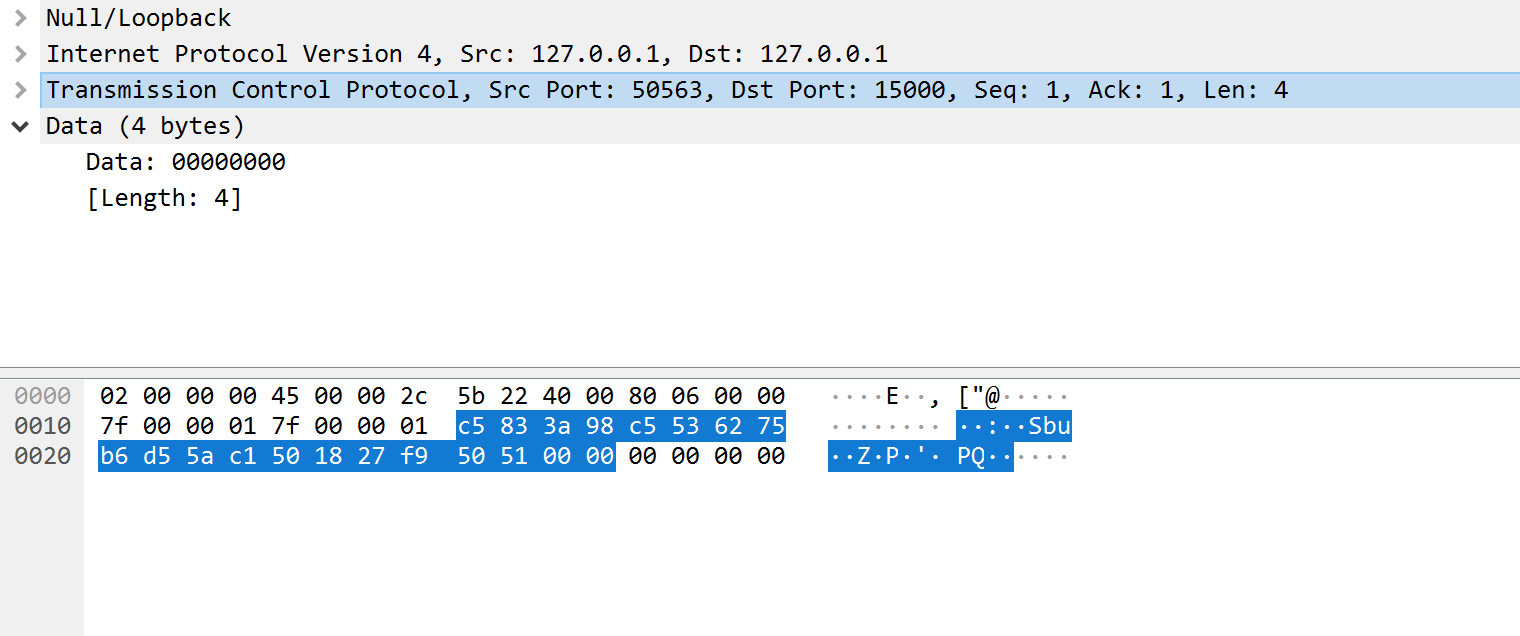 Null/Loopback
Internet Protocol Version 4, Src: 127.0.0.1, Dst: 127.0.0.1
Transmission Control Protocol, Src Port: 50563, Dst Port: 15000, Seq: 1, Ack: 1, Len: 4
Data (4 bytes)
Data: 00000000
[Length: 4]
0000 02 00 00 00 45 00 00 2c 5b 22 40 00 80 06 00 00 ····E··, ["@·····
0010 7f 00 00 01 7f 00 00 01 c5 83 3a 98 c5 53 62 75 ········ ··:··Sbu
0020 b6 d5 5a c1 50 18 27 f9 50 51 00 00 00 00 00 00 ··Z·P·'· PQ······